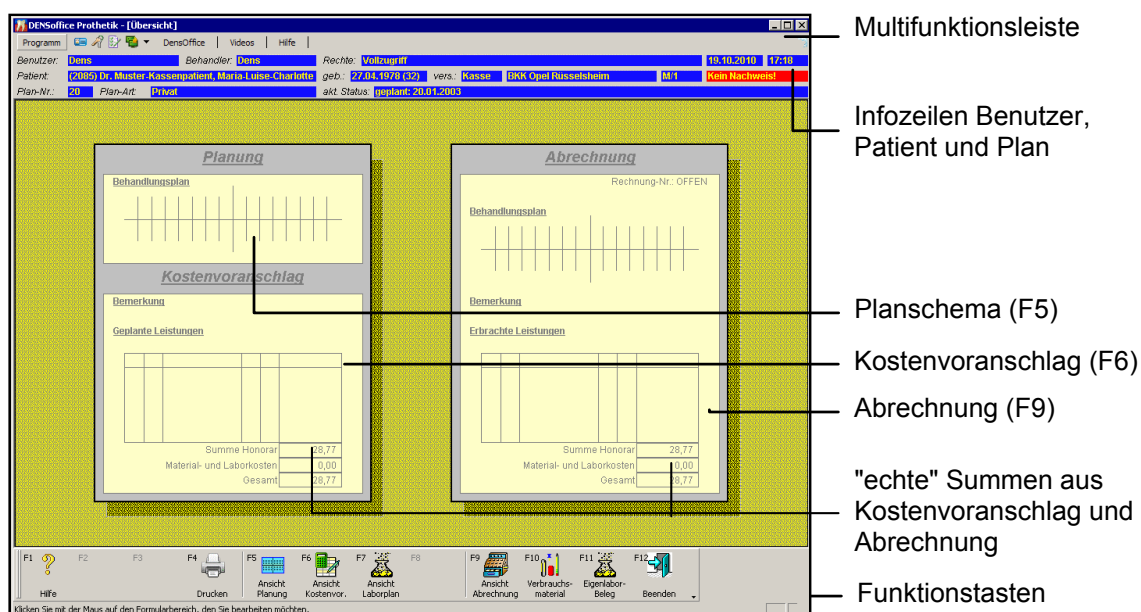 DENSoffice Prothetik - [Übersicht]
Multifunktionsleiste
Programm DensOffice Videos Hilfe
Benutzer: Dens Behandler: Dens Rechte: Vollzugriff 19.10.2010 17:18
Patient: (2085) Dr. Muster-Kassenpatient, Maria-Luise-Charlotte geb.: 27.04.1978 (32) vers.: Kasse BKK Opel Rüsselsheim M/1 Kein Nachweis!
Plan-Nr.: 20 Plan-Art: Privat akt. Status: geplant: 20.01.2003
Infozeilen Benutzer,
Patient und Plan
Planung
Behandlungsplan
Kostenvoranschlag
Bemerkung
Geplante Leistungen
Summe Honorar 28,77
Material- und Laborkosten 0,00
Gesamt 28,77
Abrechnung
Rechnung-Nr.: OFFEN
Behandlungsplan
Bemerkung
Erbrachte Leistungen
Summe Honorar 28,77
Material- und Laborkosten 0,00
Gesamt 28,77
Planschema (F5)
Kostenvoranschlag (F6)
Abrechnung (F9)
"echte" Summen aus
Kostenvoranschlag und
Abrechnung
F1 F2 F3 F4 F5 F6 F7 F8 F9 F10 F11 F12
Ansicht Ansicht Ansicht Ansicht Verbrauchs- Eigenlabor-
Hilfe Drucken Planung Kostenvor. Laborplan Abrechnung material Beleg Beenden
Funktionstasten
Klicken Sie mit der Maus auf den Formularbereich, den Sie bearbeiten möchten.